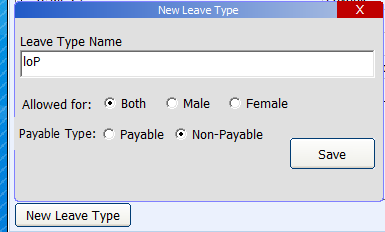 New Leave Type X
Leave Type Name
loP
Allowed for: Both Male Female
Payable Type: Payable Non-Payable
Save
New Leave Type